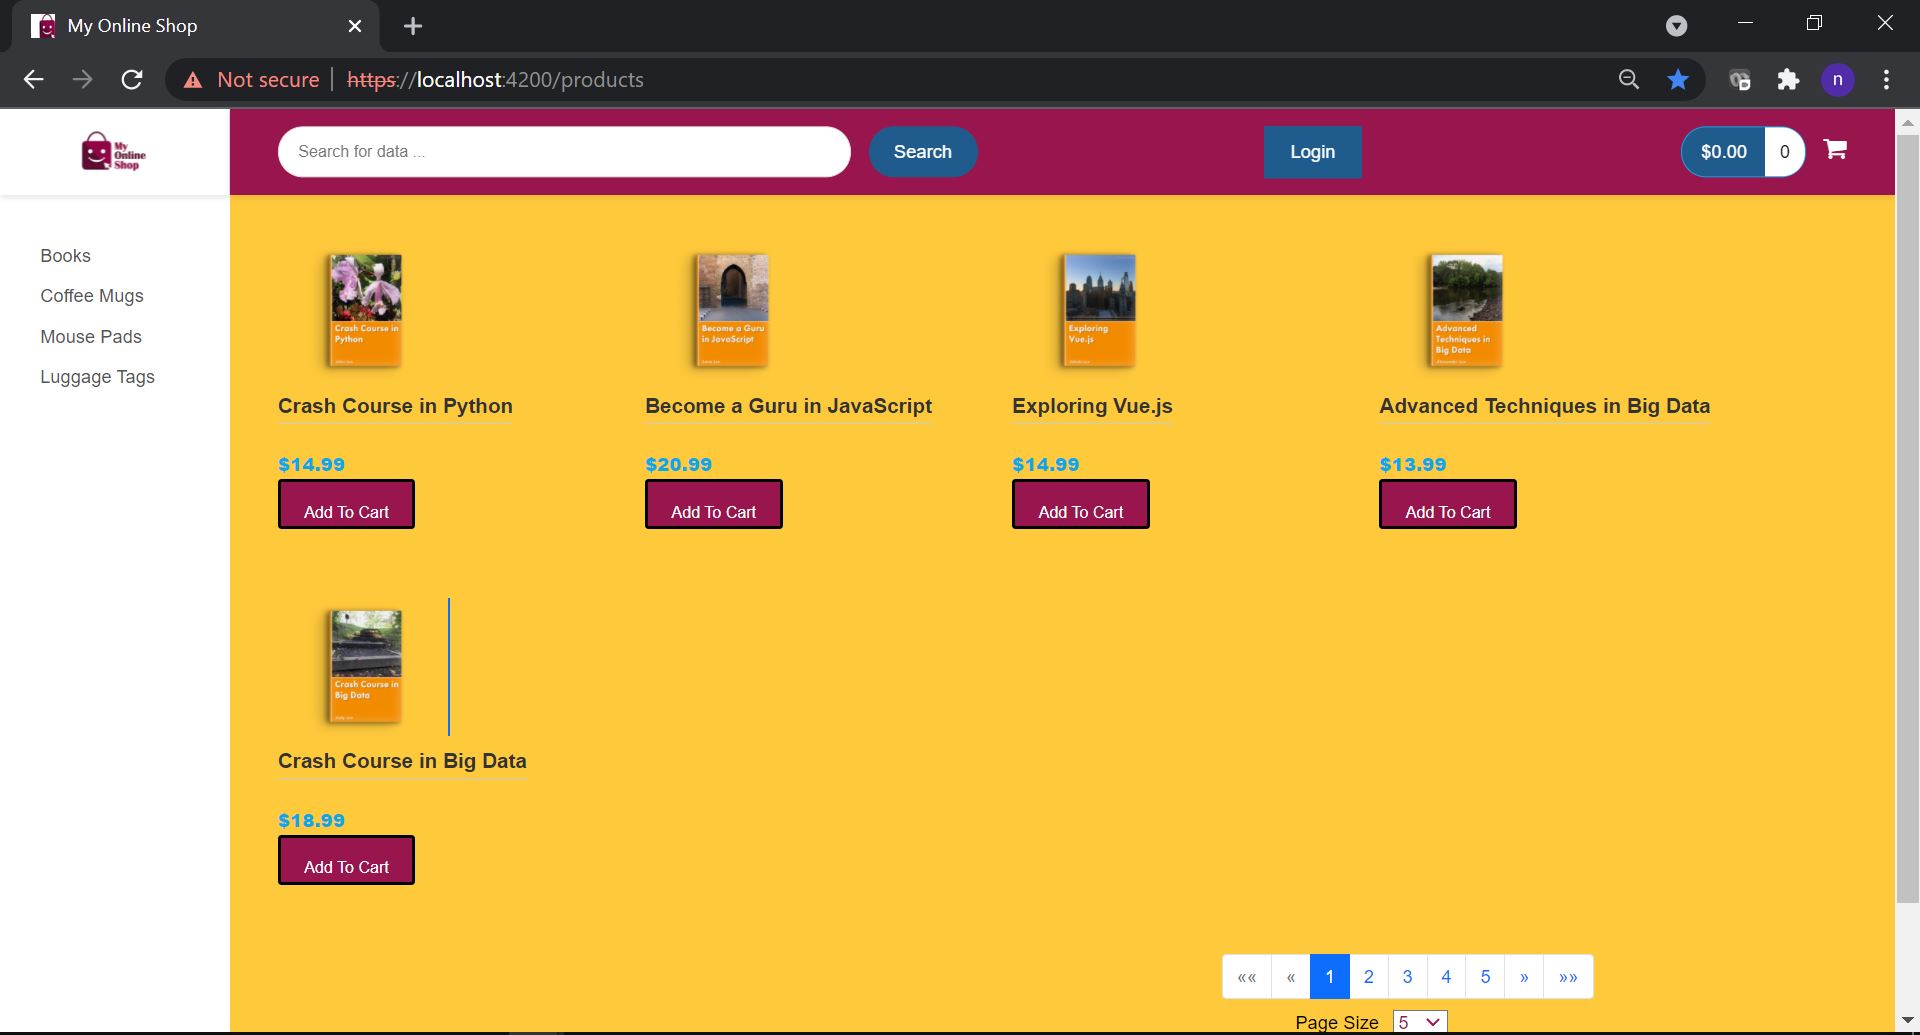 My Online Shop
Not secure
https://localhost:4200/products
n
My
Online
Shop
Search for data ...
Search
Login
$0.00
0
Books
Coffee Mugs
Mouse Pads
Luggage Tags
Crash Course in
Python
Become a Guru
in JavaScript
Exploring
Vue.js
Advanced
Techniques in
Big Data
Crash Course in Python
Become a Guru in JavaScript
Exploring Vue.js
Advanced Techniques in Big Data
$14.99
$20.99
$14.99
$13.99
Add To Cart
Add To Cart
Add To Cart
Add To Cart
Crash Course in
Big Data
Crash Course in Big Data
$18.99
Add To Cart
«« « 1 2 3 4 5 » »»
Page Size 5